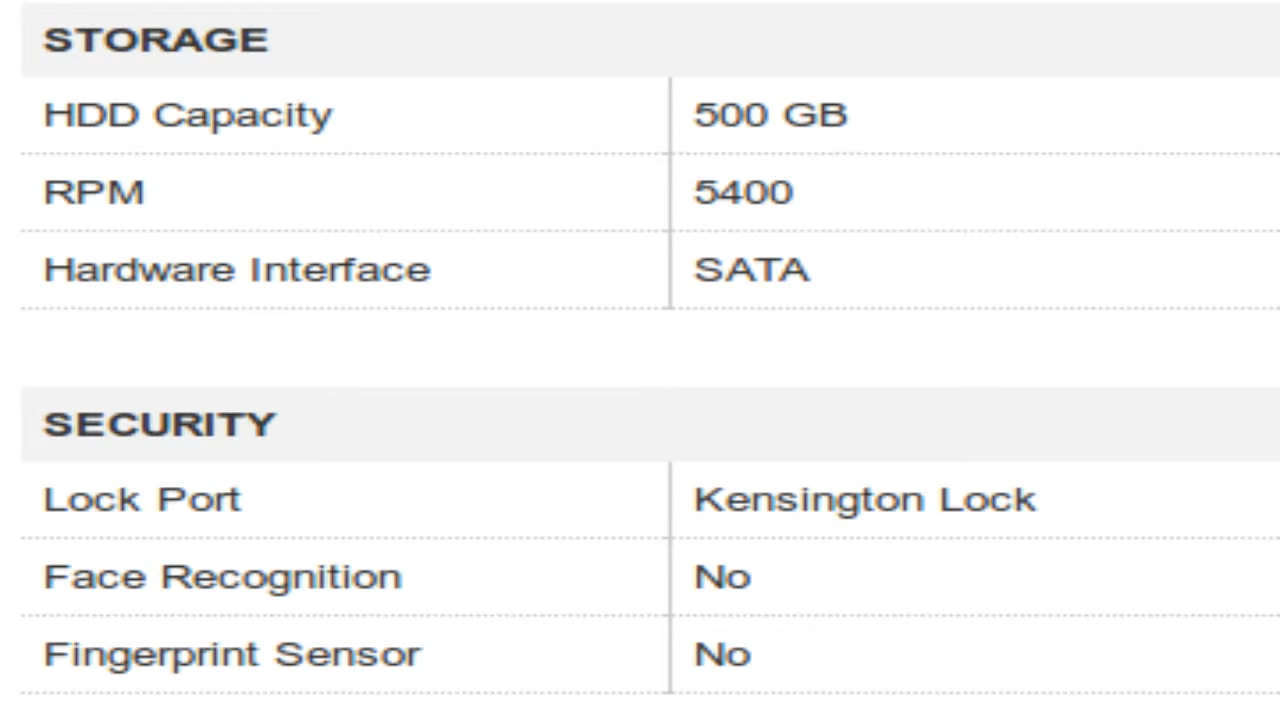 STORAGE
HDD Capacity 500 GB
RPM 5400
Hardware Interface SATA
SECURITY
Lock Port Kensington Lock
Face Recognition No
Fingerprint Sensor No